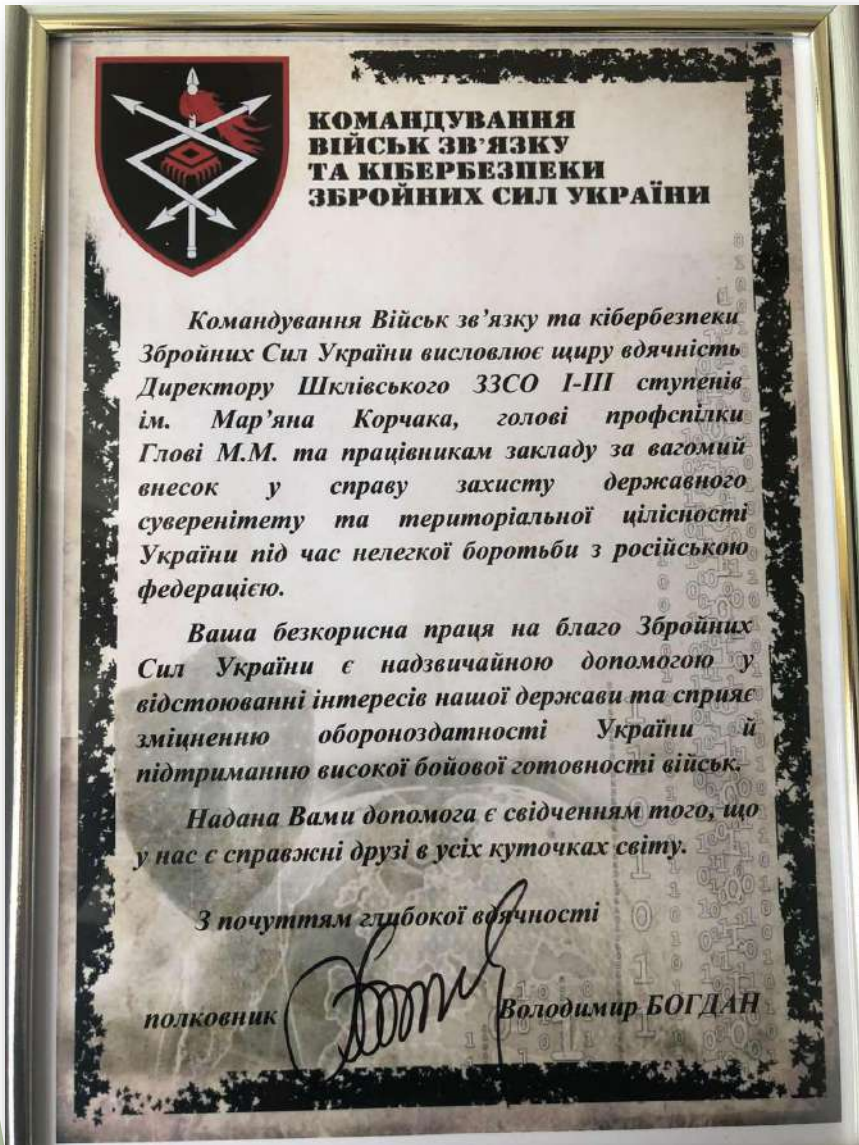 КОМАНДУВАННЯ
ВІЙСЬК ЗВ’ЯЗКУ
ТА КІБЕРБЕЗПЕКИ
ЗБРОЙНИХ СИЛ УКРАЇНИ
Командування Військ зв’язку та кібербезпеки
Збройних Сил України висловлює щиру вдячність
Директору Шклівського ЗЗСО І-ІІІ ступенів
ім. Мар’яна Корчака, голові профспілки
Глові М.М. та працівникам закладу за вагомий
внесок у справу захисту державного
суверенітету та територіальної цілісності
України під час нелегкої боротьби з російською
федерацією.
Ваша безкорисна праця на благо Збройних
Сил України є надзвичайною допомогою у
відстоюванні інтересів нашої держави та сприяє
зміцненню обороноздатності України й
підтриманню високої бойової готовності військ.
Надана Вами допомога є свідченням того, що
у нас є справжні друзі в усіх куточках світу.
З почуттям глибокої вдячності
полковник Володимир БОГДАН